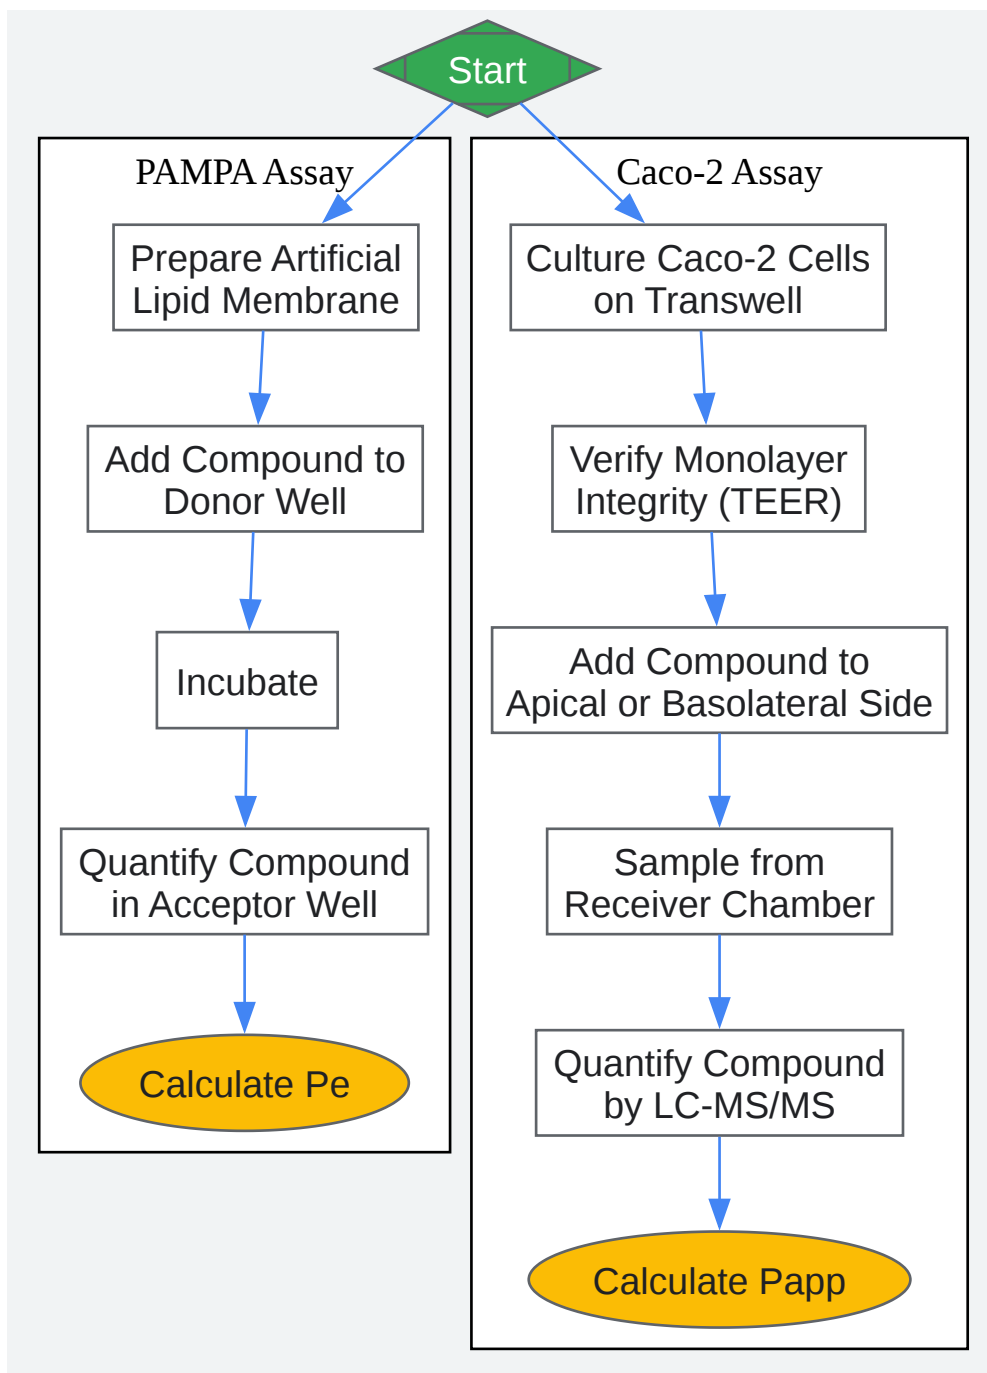 Start
PAMPA Assay
Prepare Artificial
Lipid Membrane
Add Compound to
Donor Well
Incubate
Quantify Compound
in Acceptor Well
Calculate Pe
Caco-2 Assay
Culture Caco-2 Cells
on Transwell
Verify Monolayer
Integrity (TEER)
Add Compound to
Apical or Basolateral Side
Sample from
Receiver Chamber
Quantify Compound
by LC-MS/MS
Calculate Papp